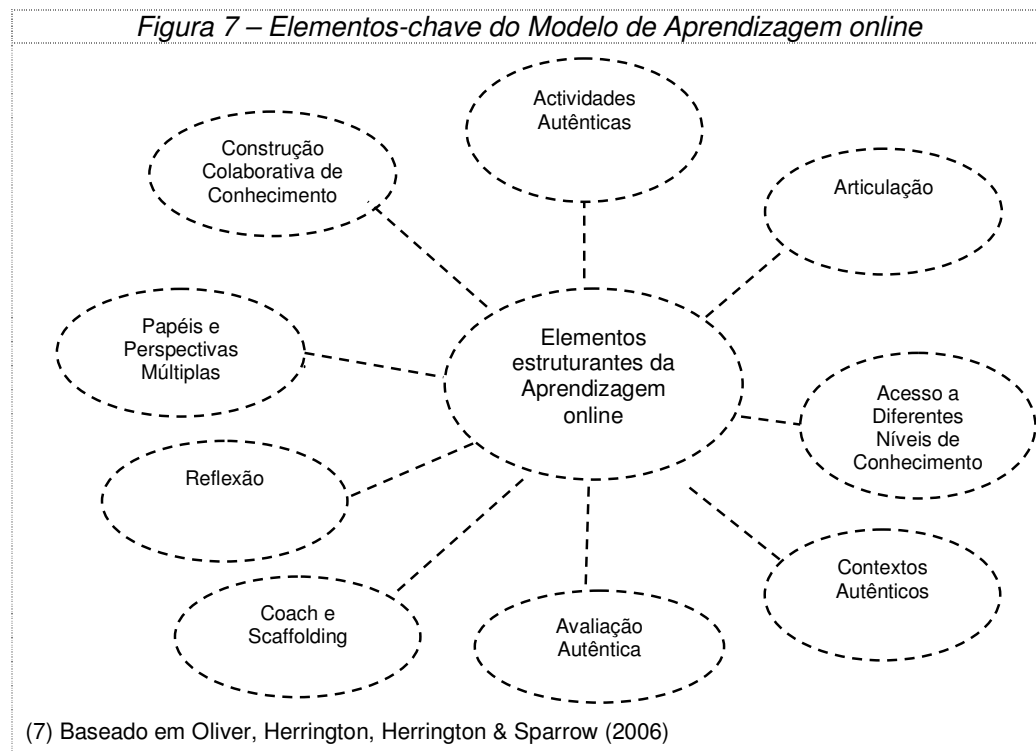 Figura 7 – Elementos-chave do Modelo de Aprendizagem online
Actividades
Autênticas
Construção
Colaborativa de
Conhecimento
Articulação
Papéis e
Perspectivas
Múltiplas
Elementos
estruturantes da
Aprendizagem
online
Acesso a
Diferentes
Níveis de
Conhecimento
Reflexão
Contextos
Autênticos
Coach e
Scaffolding
Avaliação
Autêntica
(7) Baseado em Oliver, Herrington, Herrington & Sparrow (2006)